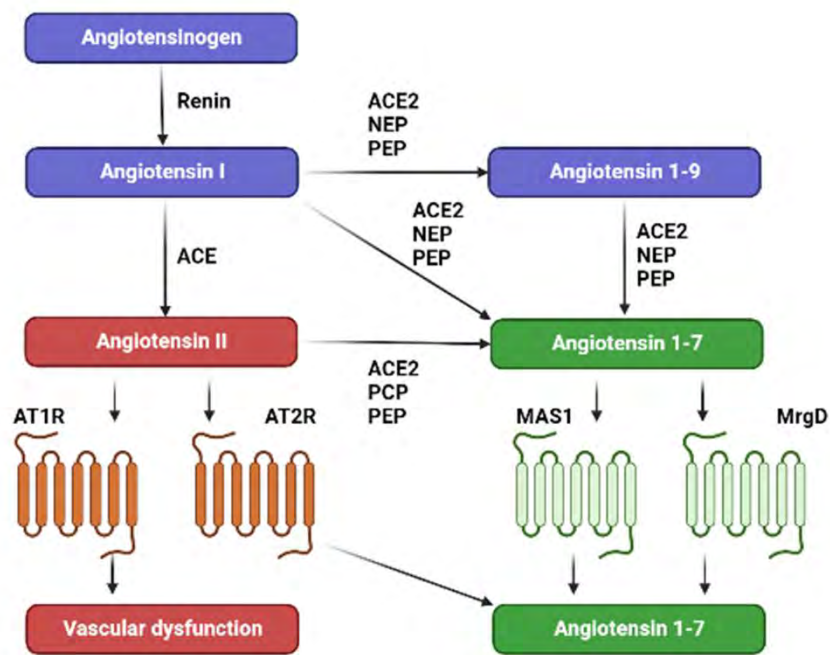 Angiotensinogen
Renin
ACE2
NEP
PEP
Angiotensin I
Angiotensin 1-9
ACE
ACE2
NEP
PEP
ACE2
NEP
PEP
Angiotensin II
Angiotensin 1-7
ACE2
PCP
PEP
AT1R
AT2R
MAS1
MrgD
Vascular dysfunction
Angiotensin 1-7